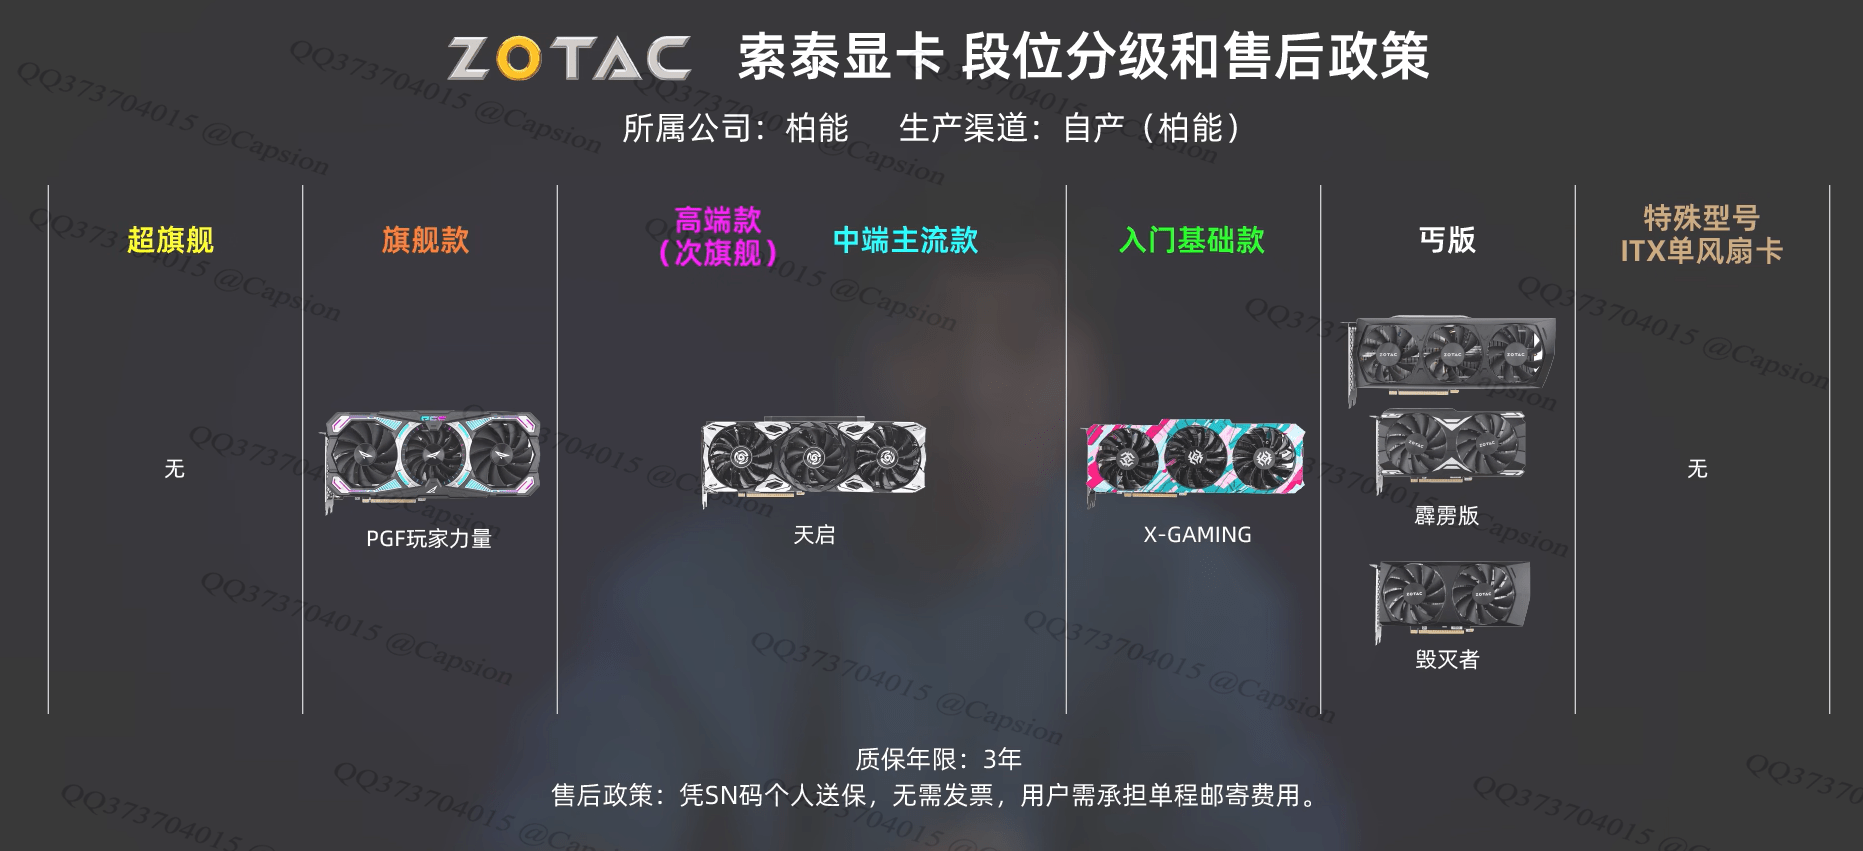 ZOTAC 索泰显卡 段位分级和售后政策
所属公司：柏能 生产渠道：自产（柏能）
超旗舰
旗舰款
高端款
（次旗舰）
中端主流款
入门基础款
丐版
特殊型号
ITX单风扇卡
无
PGF玩家力量
天启
X-GAMING
霹雳版
毁灭者
无
质保年限：3年
售后政策：凭SN码个人送保，无需发票，用户需承担单程邮寄费用。
QQ373704015 @Capsion